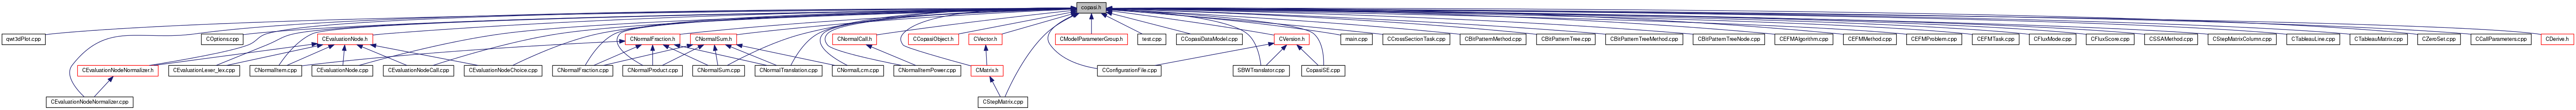 copasi.h
qwt3dPlot.cpp
COptions.cpp
CEvaluationNode.h
CNormalFraction.h
CNormalSum.h
CNormalCall.h
CCopasiObject.h
CVector.h
CModelParameterGroup.h
test.cpp
CCopasiDataModel.cpp
CVersion.h
main.cpp
CCrossSectionTask.cpp
CBitPatternMethod.cpp
CBitPatternTree.cpp
CBitPatternTreeMethod.cpp
CBitPatternTreeNode.cpp
CEFMAlgorithm.cpp
CEFMMethod.cpp
CEFMProblem.cpp
CEFMTask.cpp
CFluxMode.cpp
CFluxScore.cpp
CSSAMethod.cpp
CStepMatrixColumn.cpp
CTableauLine.cpp
CTableauMatrix.cpp
CZeroSet.cpp
CCallParameters.cpp
CDerive.h
CEvaluationNodeNormalizer.h
CEvaluationLexer_lex.cpp
CNormalItem.cpp
CEvaluationNode.cpp
CEvaluationNodeCall.cpp
CEvaluationNodeChoice.cpp
CNormalFraction.cpp
CNormalProduct.cpp
CNormalSum.cpp
CNormalTranslation.cpp
CNormalLcm.cpp
CNormalItemPower.cpp
CMatrix.h
CConfigurationFile.cpp
SBWTranslator.cpp
CopasiSE.cpp
CEvaluationNodeNormalizer.cpp
CStepMatrix.cpp